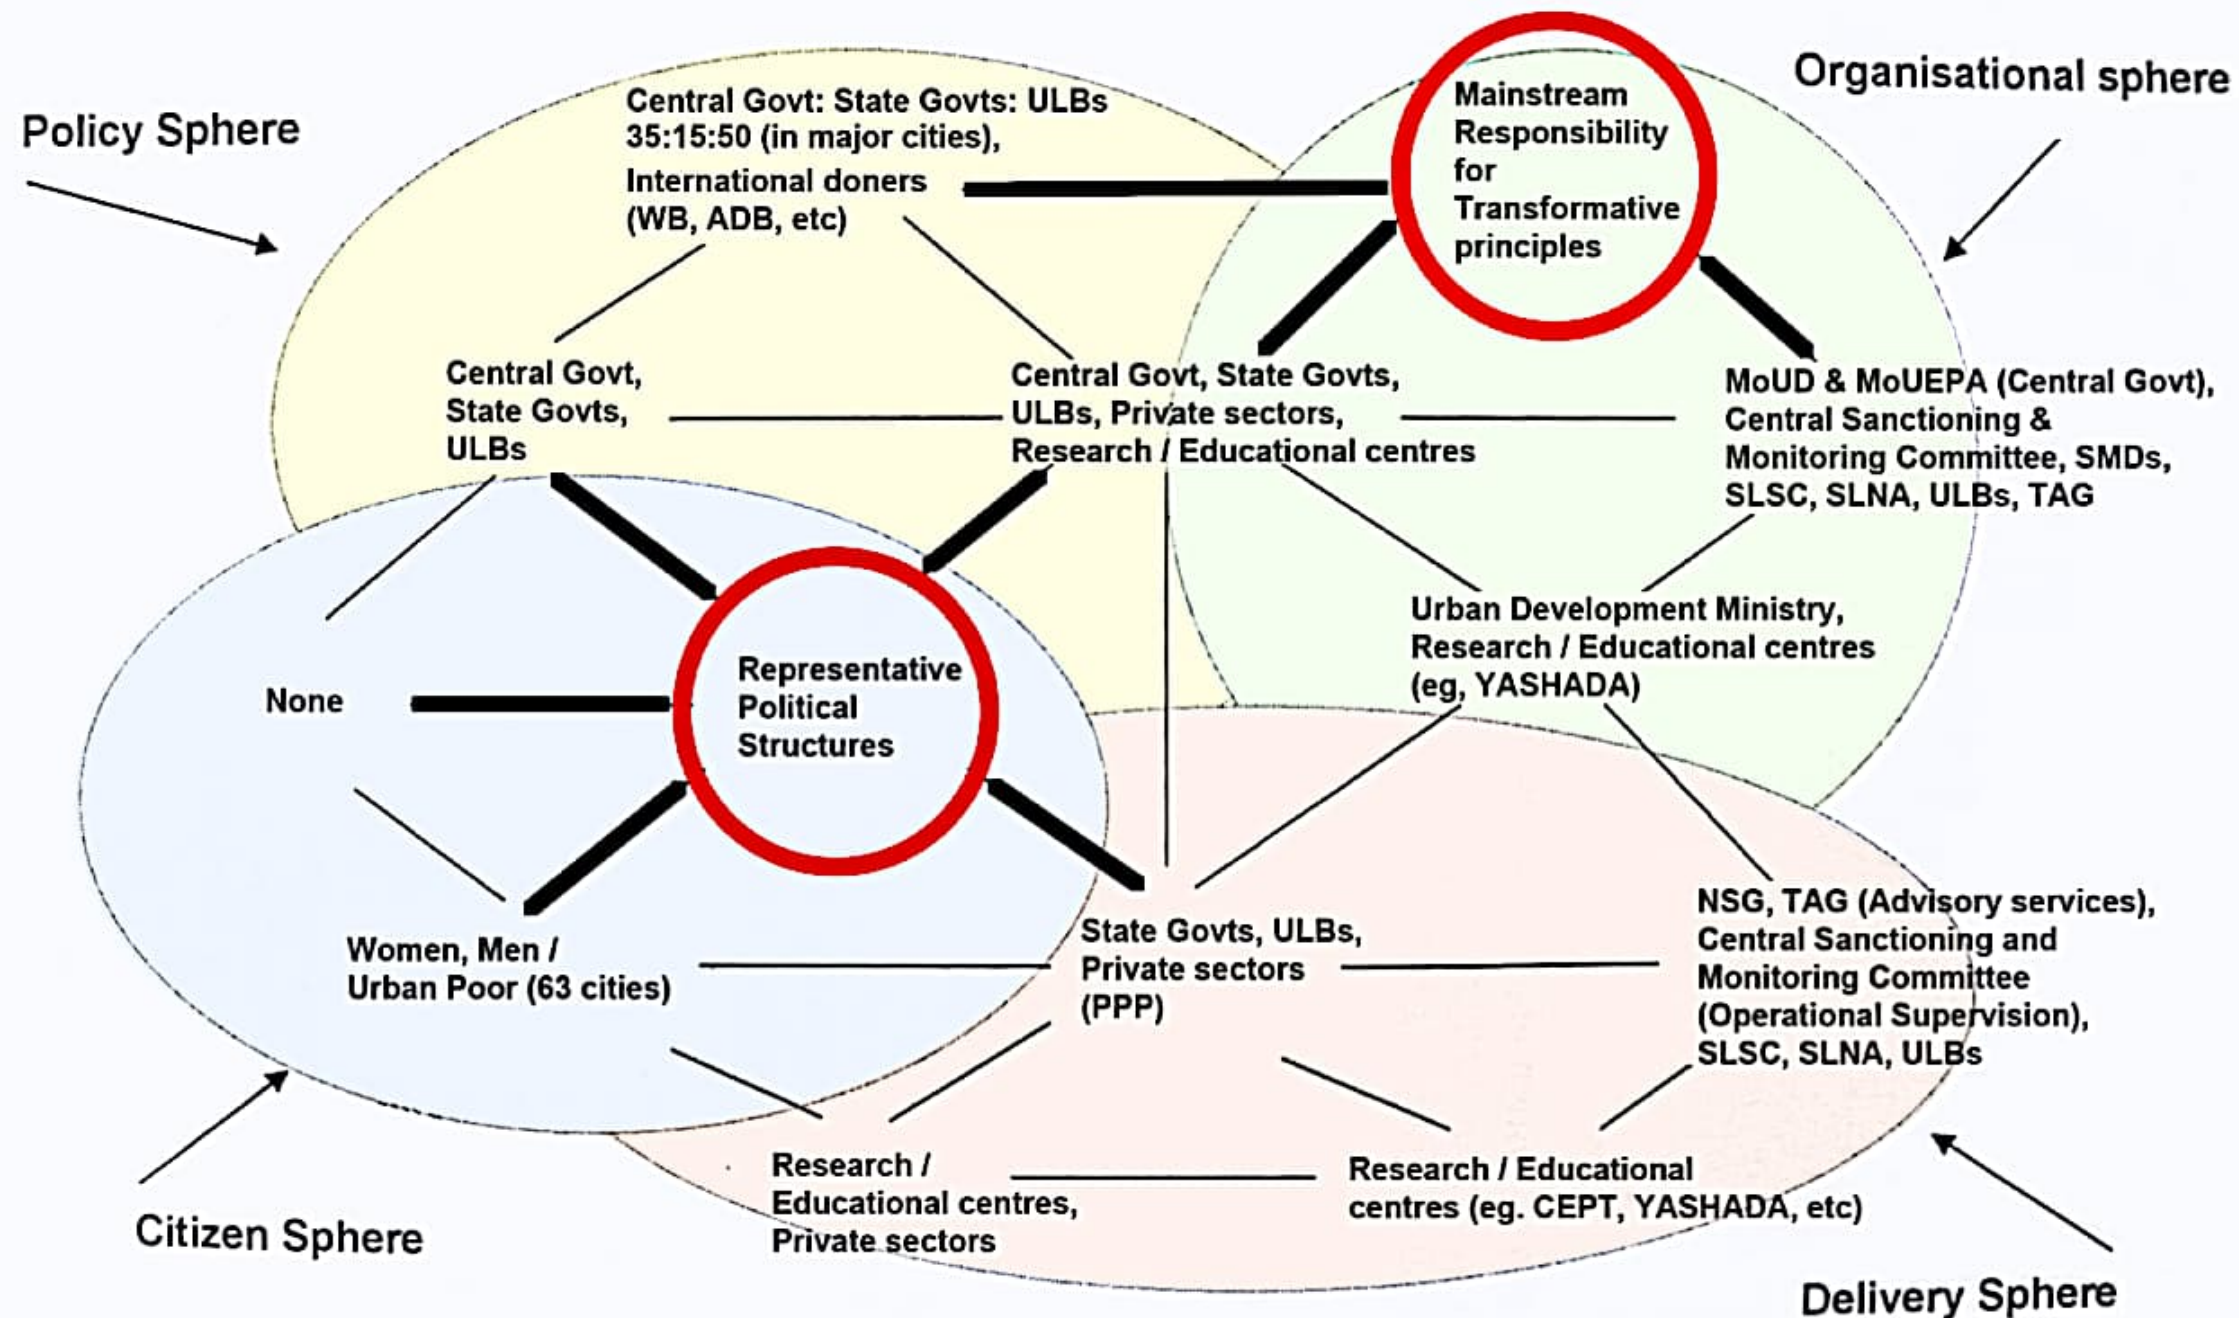 Policy Sphere
Organisational sphere
Central Govt: State Govts: ULBs
35:15:50 (in major cities),
International doners
(WB, ADB, etc)
Mainstream
Responsibility
for
Transformative
principles
Central Govt,
State Govts,
ULBs
Central Govt, State Govts,
ULBs, Private sectors,
Research / Educational centres
MoUD & MoUEPA (Central Govt),
Central Sanctioning &
Monitoring Committee, SMDs,
SLSC, SLNA, ULBs, TAG
Urban Development Ministry,
Research / Educational centres
(eg, YASHADA)
None
Representative
Political
Structures
Women, Men /
Urban Poor (63 cities)
State Govts, ULBs,
Private sectors
(PPP)
NSG, TAG (Advisory services),
Central Sanctioning and
Monitoring Committee
(Operational Supervision),
SLSC, SLNA, ULBs
Research /
Educational centres,
Private sectors
Research / Educational
centres (eg. CEPT, YASHADA, etc)
Citizen Sphere
Delivery Sphere